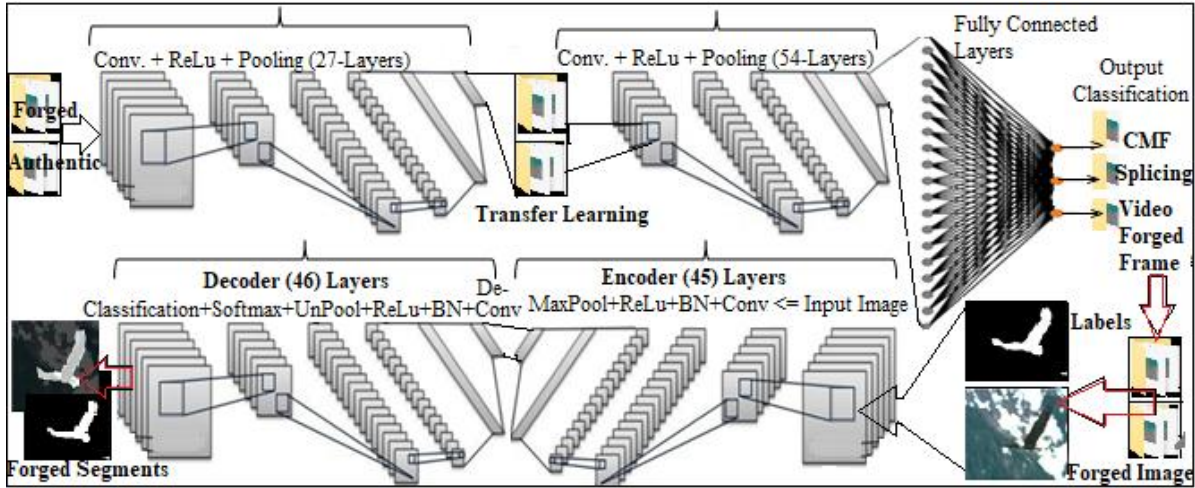 Conv. + ReLu + Pooling (27-Layers)
Forged
Authentic
Transfer Learning
Conv. + ReLu + Pooling (54-Layers)
Fully Connected
Layers
Output
Classification
CMF
Splicing
Video
Forged
Frame
Decoder (46) Layers
De-
Classification+Softmax+UnPool+ReLu+BN+Conv
Encoder (45) Layers
MaxPool+ReLu+BN+Conv <= Input Image
Labels
Forged Segments
Forged Image